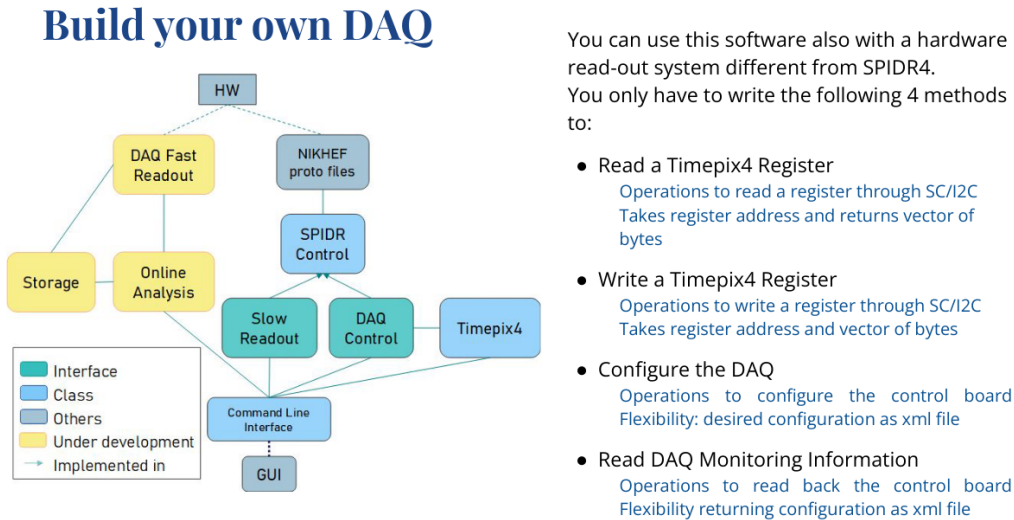 Build your own DAQ
HW
DAQ Fast
Readout
NIKHEF
proto files
SPIDR
Control
Storage
Online
Analysis
Slow
Readout
DAQ
Control
Timepix4
Interface
Class
Others
Under development
Implemented in
Command Line
Interface
GUI
You can use this software also with a hardware
read-out system different from SPIDR4.
You only have to write the following 4 methods
to:
● Read a Timepix4 Register
Operations to read a register through SC/I2C
Takes register address and returns vector of
bytes
● Write a Timepix4 Register
Operations to write a register through SC/I2C
Takes register address and vector of bytes
● Configure the DAQ
Operations to configure the control board
Flexibility: desired configuration as xml file
● Read DAQ Monitoring Information
Operations to read back the control board
Flexibility returning configuration as xml file